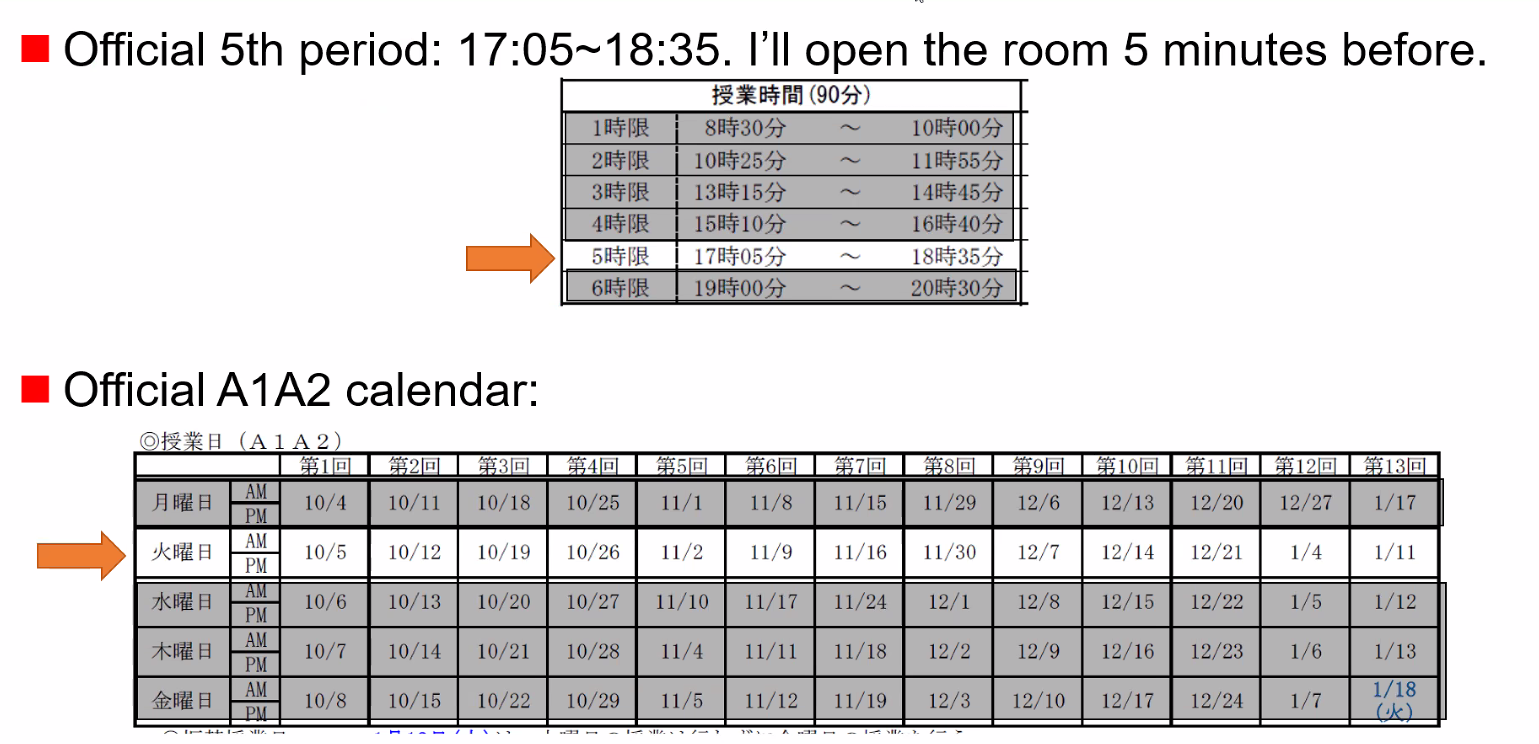 Official 5th period: 17:05~18:35. I’ll open the room 5 minutes before.
授業時間(90分)
1時限 8時30分 ～ 10時00分
2時限 10時25分 ～ 11時55分
3時限 13時15分 ～ 14時45分
4時限 15時10分 ～ 16時40分
5時限 17時05分 ～ 18時35分
6時限 19時00分 ～ 20時30分
Official A1A2 calendar:
◎授業日（Ａ１Ａ２）
第1回 第2回 第3回 第4回 第5回 第6回 第7回 第8回 第9回 第10回 第11回 第12回 第13回
月曜日 AM PM 10/4 10/11 10/18 10/25 11/1 11/8 11/15 11/29 12/6 12/13 12/20 12/27 1/17
火曜日 AM PM 10/5 10/12 10/19 10/26 11/2 11/9 11/16 11/30 12/7 12/14 12/21 1/4 1/11
水曜日 AM PM 10/6 10/13 10/20 10/27 11/10 11/17 11/24 12/1 12/8 12/15 12/22 1/5 1/12
木曜日 AM PM 10/7 10/14 10/21 10/28 11/4 11/11 11/18 12/2 12/9 12/16 12/23 1/6 1/13
金曜日 AM PM 10/8 10/15 10/22 10/29 11/5 11/12 11/19 12/3 12/10 12/17 12/24 1/7 1/18 (火)